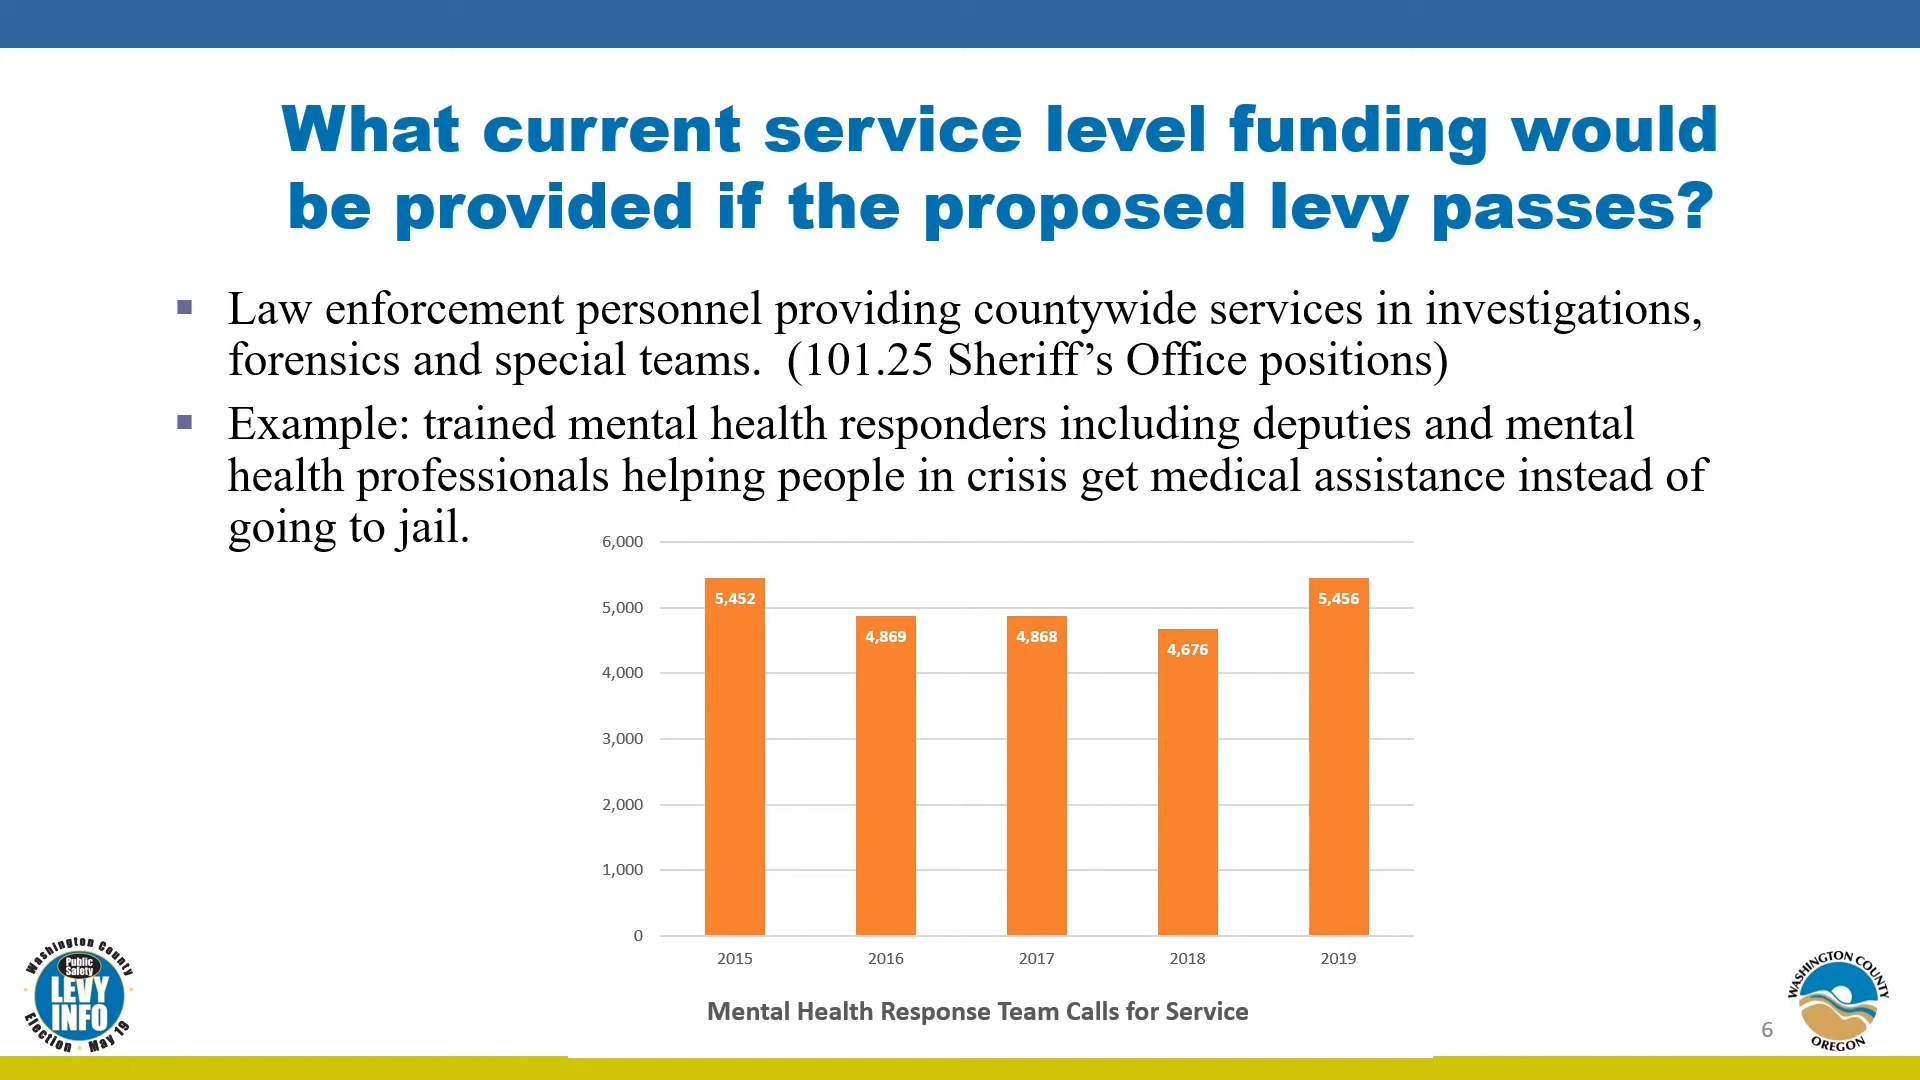 What current service level funding would
be provided if the proposed levy passes?
▪ Law enforcement personnel providing countywide services in investigations,
forensics and special teams.  (101.25 Sheriff’s Office positions)
▪ Example: trained mental health responders including deputies and mental
health professionals helping people in crisis get medical assistance instead of
going to jail.
6,000
5,000
4,000
3,000
2,000
1,000
0
5,452
4,869
4,868
4,676
5,456
2015
2016
2017
2018
2019
Mental Health Response Team Calls for Service
Washington County
Public
Safety
LEVY
INFO
Election • May 19
6
WASHINGTON COUNTY
OREGON